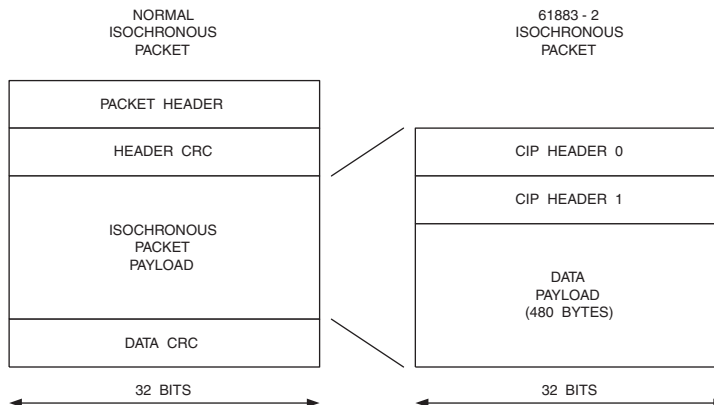 NORMAL
ISOCHRONOUS
PACKET
PACKET HEADER
HEADER CRC
ISOCHRONOUS
PACKET
PAYLOAD
DATA CRC
32 BITS
61883 - 2
ISOCHRONOUS
PACKET
CIP HEADER 0
CIP HEADER 1
DATA
PAYLOAD
(480 BYTES)
32 BITS